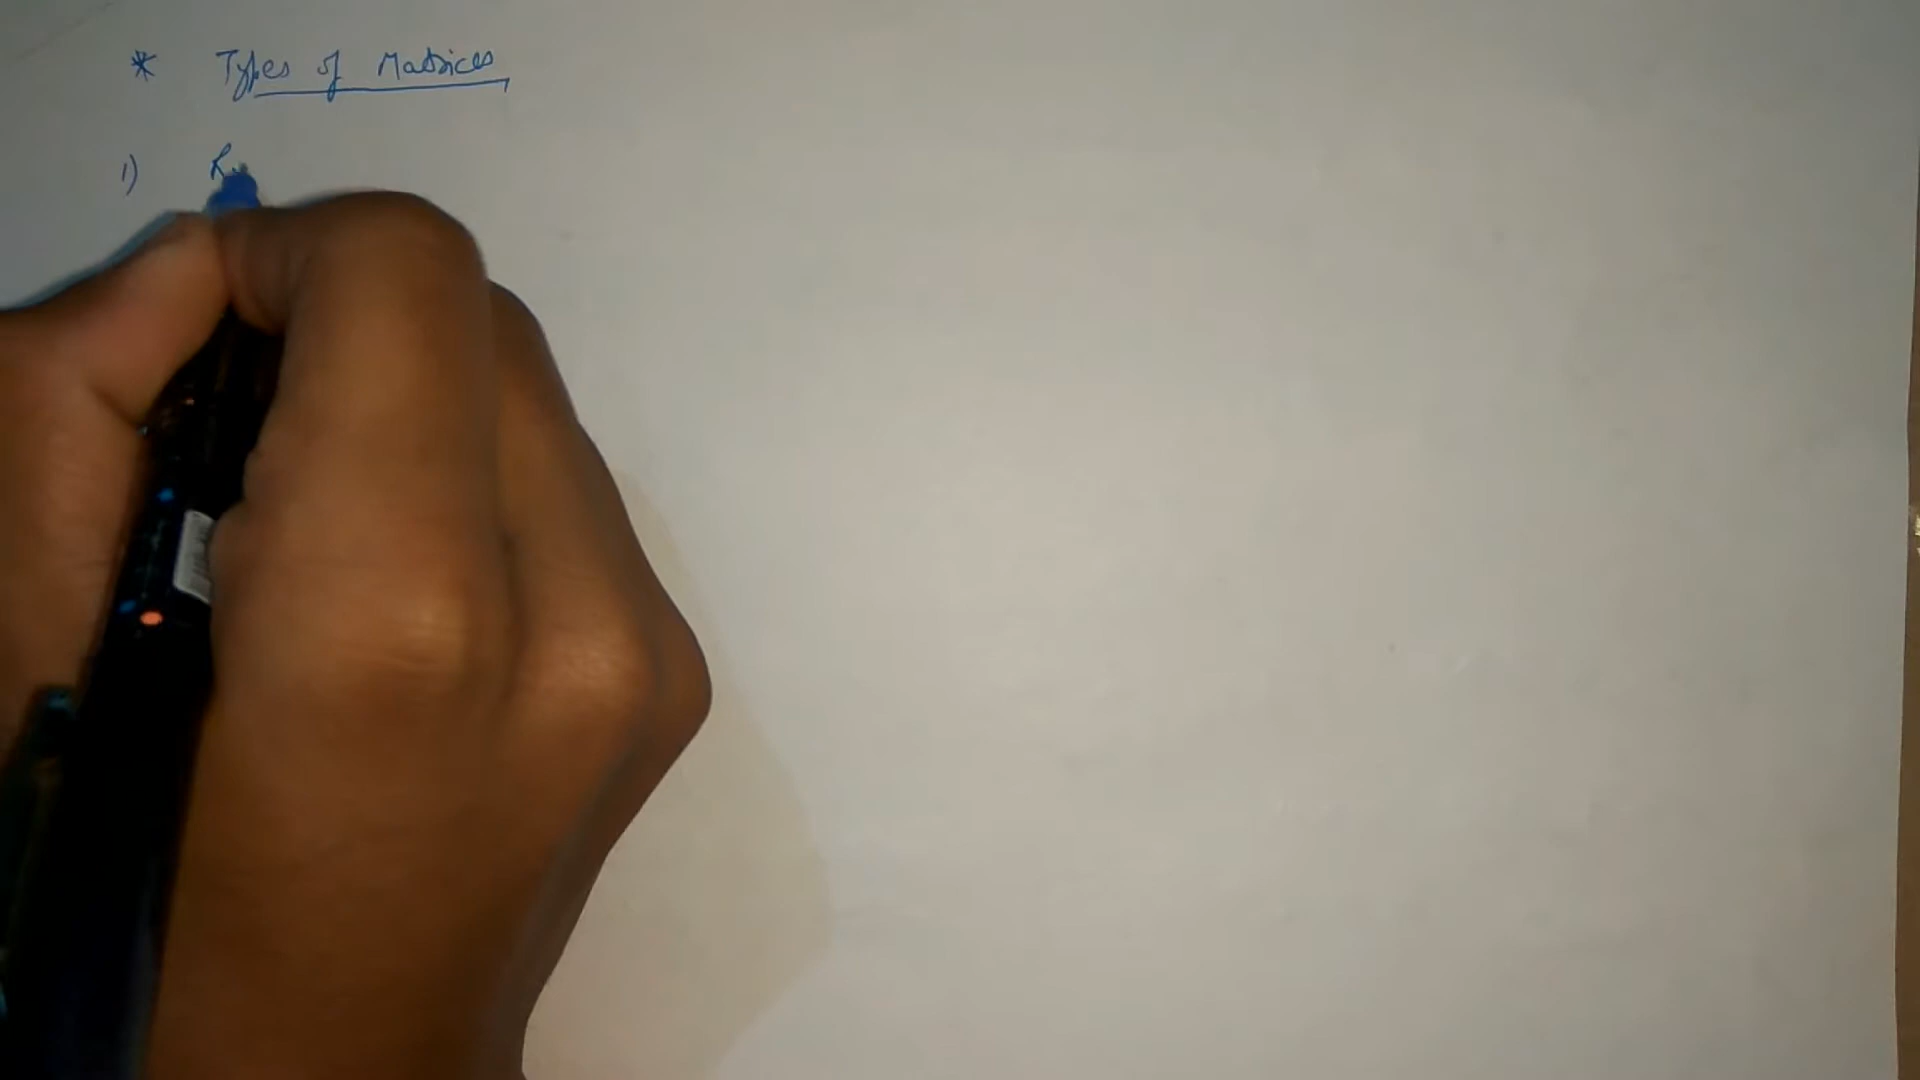 * Types of Matrices
1) R